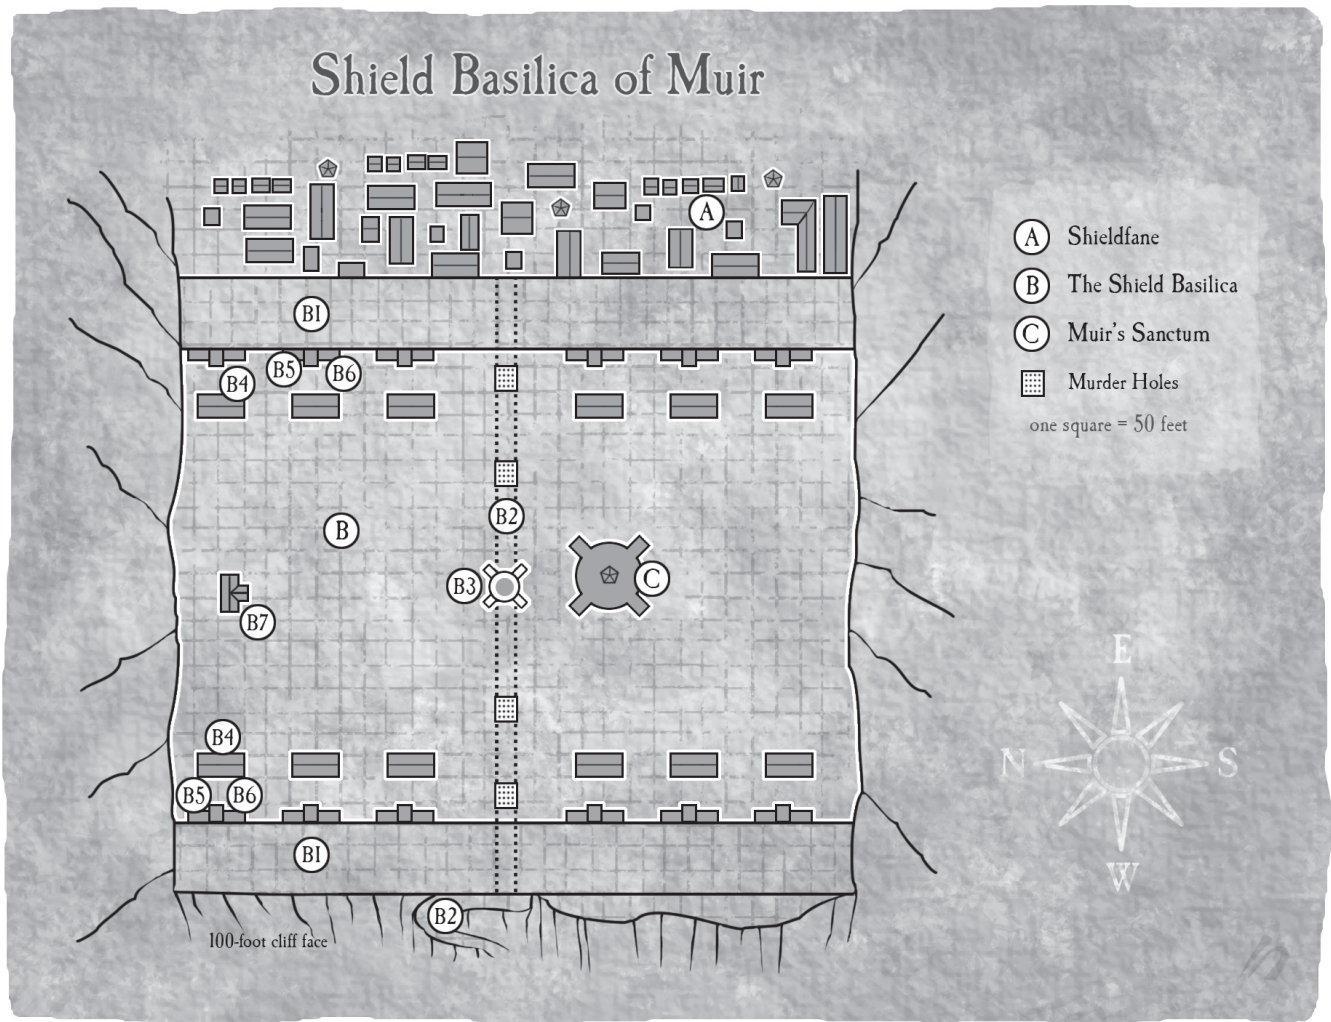 Shield Basilica of Muir
A
A Shieldfane
B The Shield Basilica
C Muir's Sanctum
Murder Holes
one square = 50 feet
B1
B5
B6
B4
B2
B
B3
C
B7
B4
B5
B6
B1
B2
100-foot cliff face
E
N
S
W